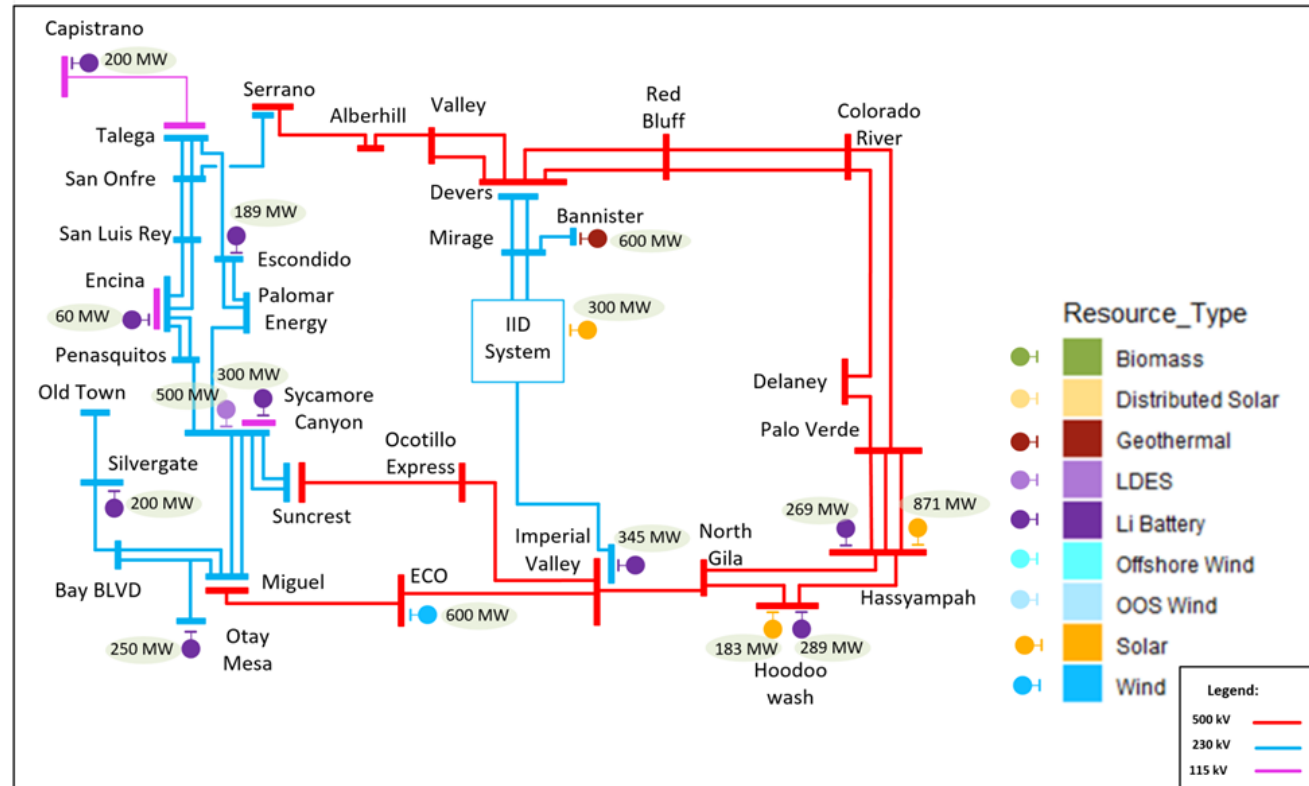 Capistrano
200 MW
Serrano
Alberhill
Valley
Red
Bluff
Colorado
River
Talega
San Onfre
Devers
189 MW
Bannister
San Luis Rey
Mirage
600 MW
Escondido
Encina
Palomar
Energy
60 MW
IID
System
300 MW
Resource_Type
Biomass
Distributed Solar
Geothermal
LDES
Li Battery
Offshore Wind
OOS Wind
Solar
Wind
Penasquitos
300 MW
Old Town
500 MW
Sycamore
Canyon
Delaney
Palo Verde
Ocotillo
Express
Silvergate
200 MW
Suncrest
269 MW
871 MW
Imperial
Valley
345 MW
North
Gila
Bay BLVD
Miguel
ECO
Hassyampah
600 MW
250 MW
Otay
Mesa
183 MW
289 MW
Hoodoo
wash
Legend:
500 kV
230 kV
115 kV